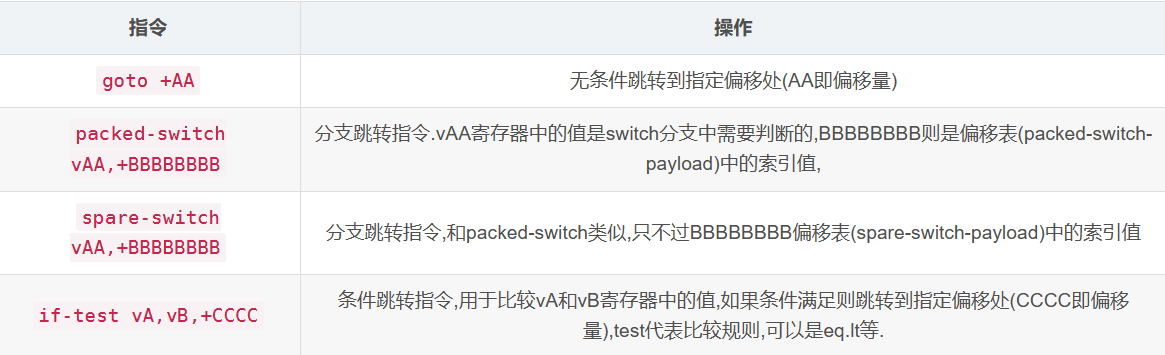 指令 操作
goto +AA 无条件跳转到指定偏移处(AA即偏移量)
packed-switch
vAA,+BBBBBBBB
分支跳转指令.vAA寄存器中的值是switch分支中需要判断的,BBBBBBBB则是偏移表(packed-switch-
payload)中的索引值,
spare-switch
vAA,+BBBBBBBB
分支跳转指令,和packed-switch类似,只不过BBBBBBBB偏移表(spare-switch-payload)中的索引值
if-test vA,vB,+CCCC
条件跳转指令,用于比较vA和vB寄存器中的值,如果条件满足则跳转到指定偏移处(CCCC即偏移
量),test代表比较规则,可以是eq.lt等.